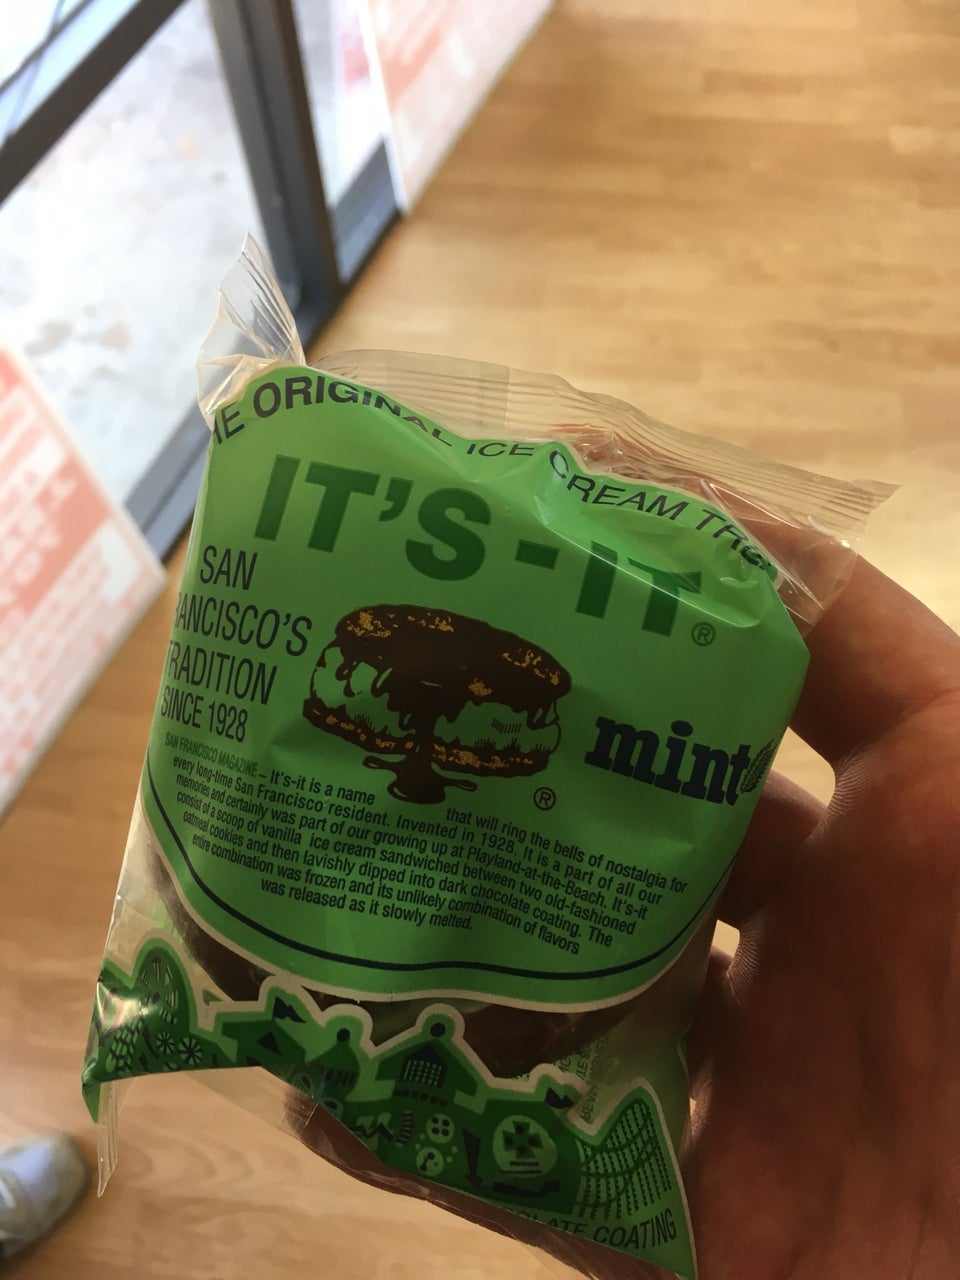 THE ORIGINAL ICE CREAM TREAT
IT'S-IT®
SAN
FRANCISCO'S
TRADITION
SINCE 1928
mint
®
SAN FRANCISCO MAGAZINE – It's-it is a name
that will ring the bells of nostalgia for
every long-time San Francisco resident. Invented in 1928. It is a part of all our
memories and certainly was part of our growing up at Playland-at-the-Beach. It's-it
consist of a scoop of vanilla ice cream sandwiched between two old-fashioned
oatmeal cookies and then lavishly dipped into dark chocolate coating. The
entire combination was frozen and its unlikely combination of flavors
was released as it slowly melted.
COATING